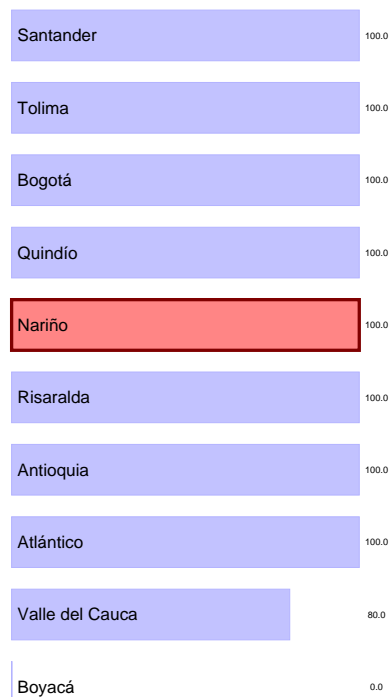 Santander 100.0
Tolima 100.0
Bogotá 100.0
Quindío 100.0
Nariño 100.0
Risaralda 100.0
Antioquia 100.0
Atlántico 100.0
Valle del Cauca 80.0
Boyacá 0.0